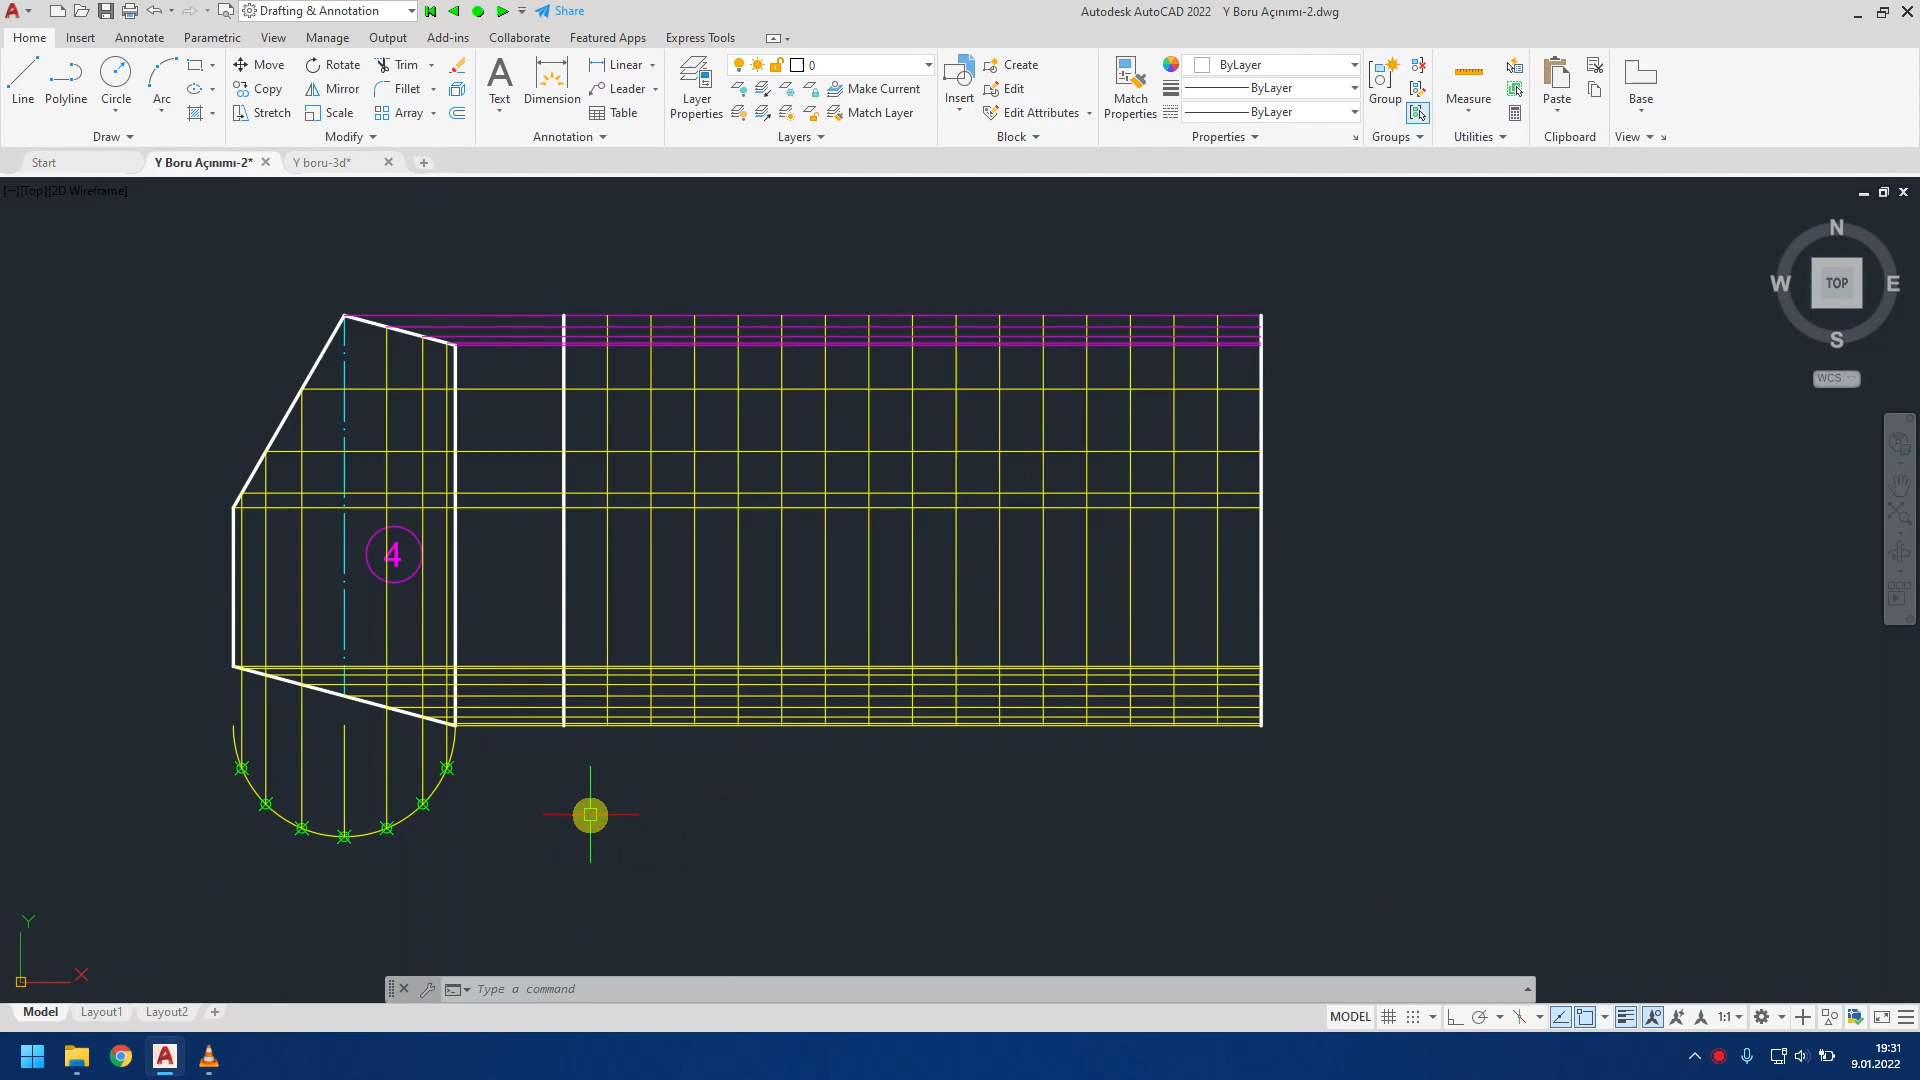 Drafting & Annotation
Share
Autodesk AutoCAD 2022 Y Boru Açınımı-2.dwg
Home Insert Annotate Parametric View Manage Output Add-ins Collaborate Featured Apps Express Tools
Line Polyline Circle Arc
Draw
Move Rotate Trim
Copy Mirror Fillet
Stretch Scale Array
Modify
Text Dimension
Linear
Leader
Table
Annotation
Layer Properties
0
Make Current
Match Layer
Layers
Insert
Create
Edit
Edit Attributes
Block
Match Properties
ByLayer
ByLayer
ByLayer
Properties
Group
Groups
Measure
Utilities
Paste
Clipboard
Base
View
Start Y Boru Açınımı-2* Y boru-3d*
[−][Top][2D Wireframe]
N
W TOP E
S
WCS
4
Y
X
Type a command
Model Layout1 Layout2
MODEL 1:1
19:31
9.01.2022